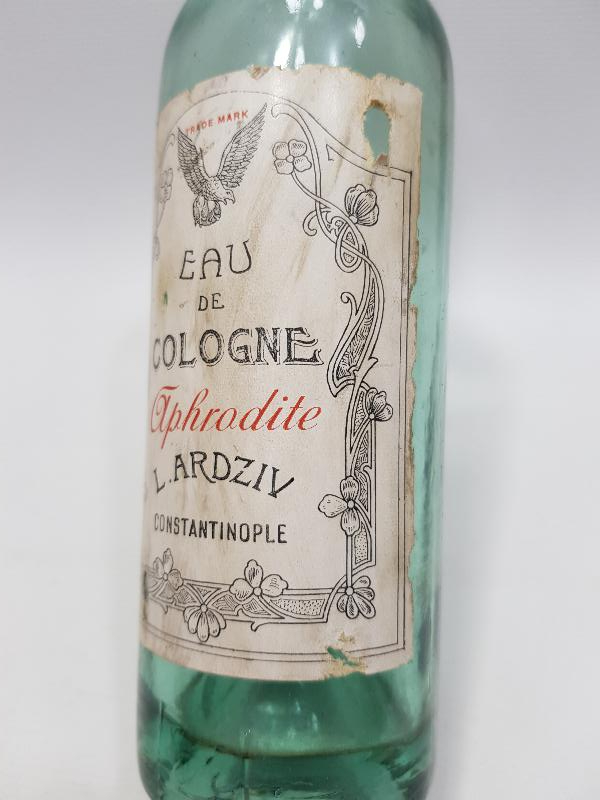 TRADE MARK
EAU
DE
COLOGNE
Aphrodite
L. ARDZIV
CONSTANTINOPLE